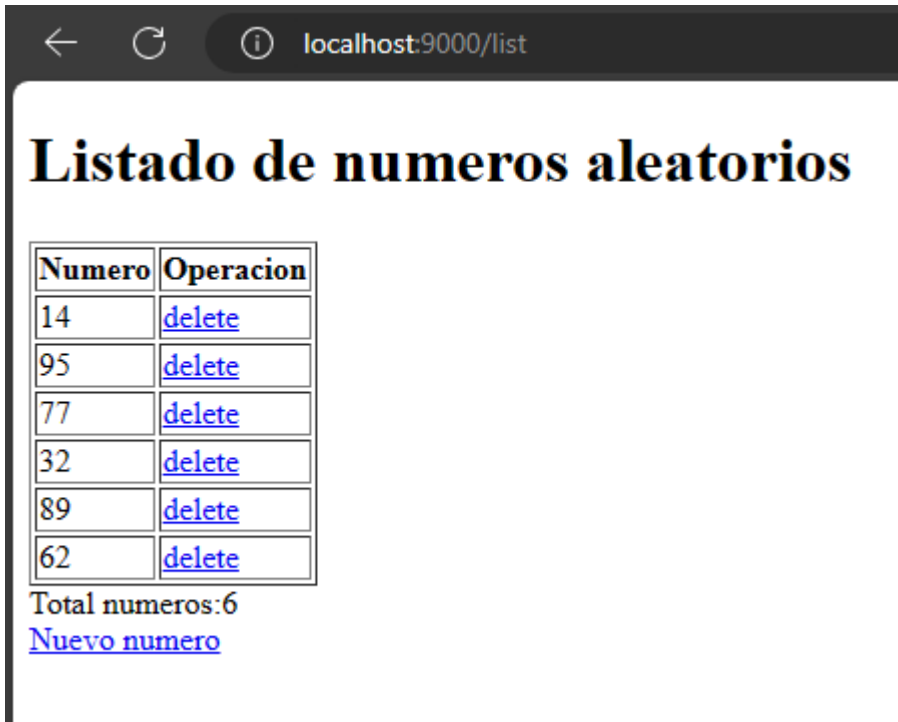 localhost:9000/list
Listado de numeros aleatorios
Numero Operacion
14 delete
95 delete
77 delete
32 delete
89 delete
62 delete
Total numeros:6
Nuevo numero